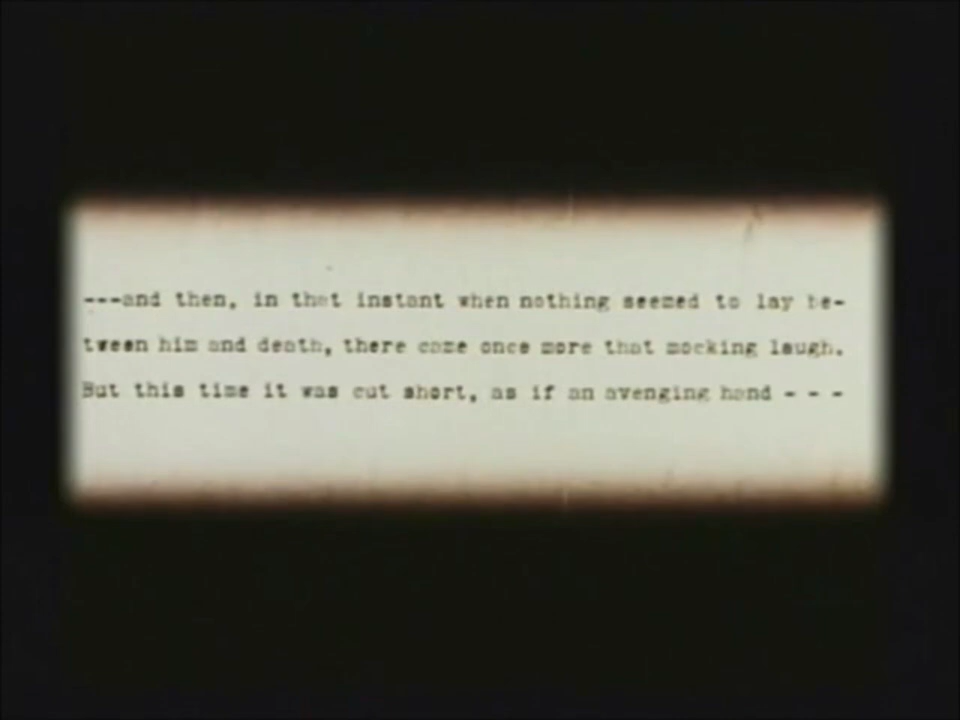 ---and then, in that instant when nothing seemed to lay be-
tween him and death, there came once more that mocking laugh.
But this time it was cut short, as if an avenging hand - - -